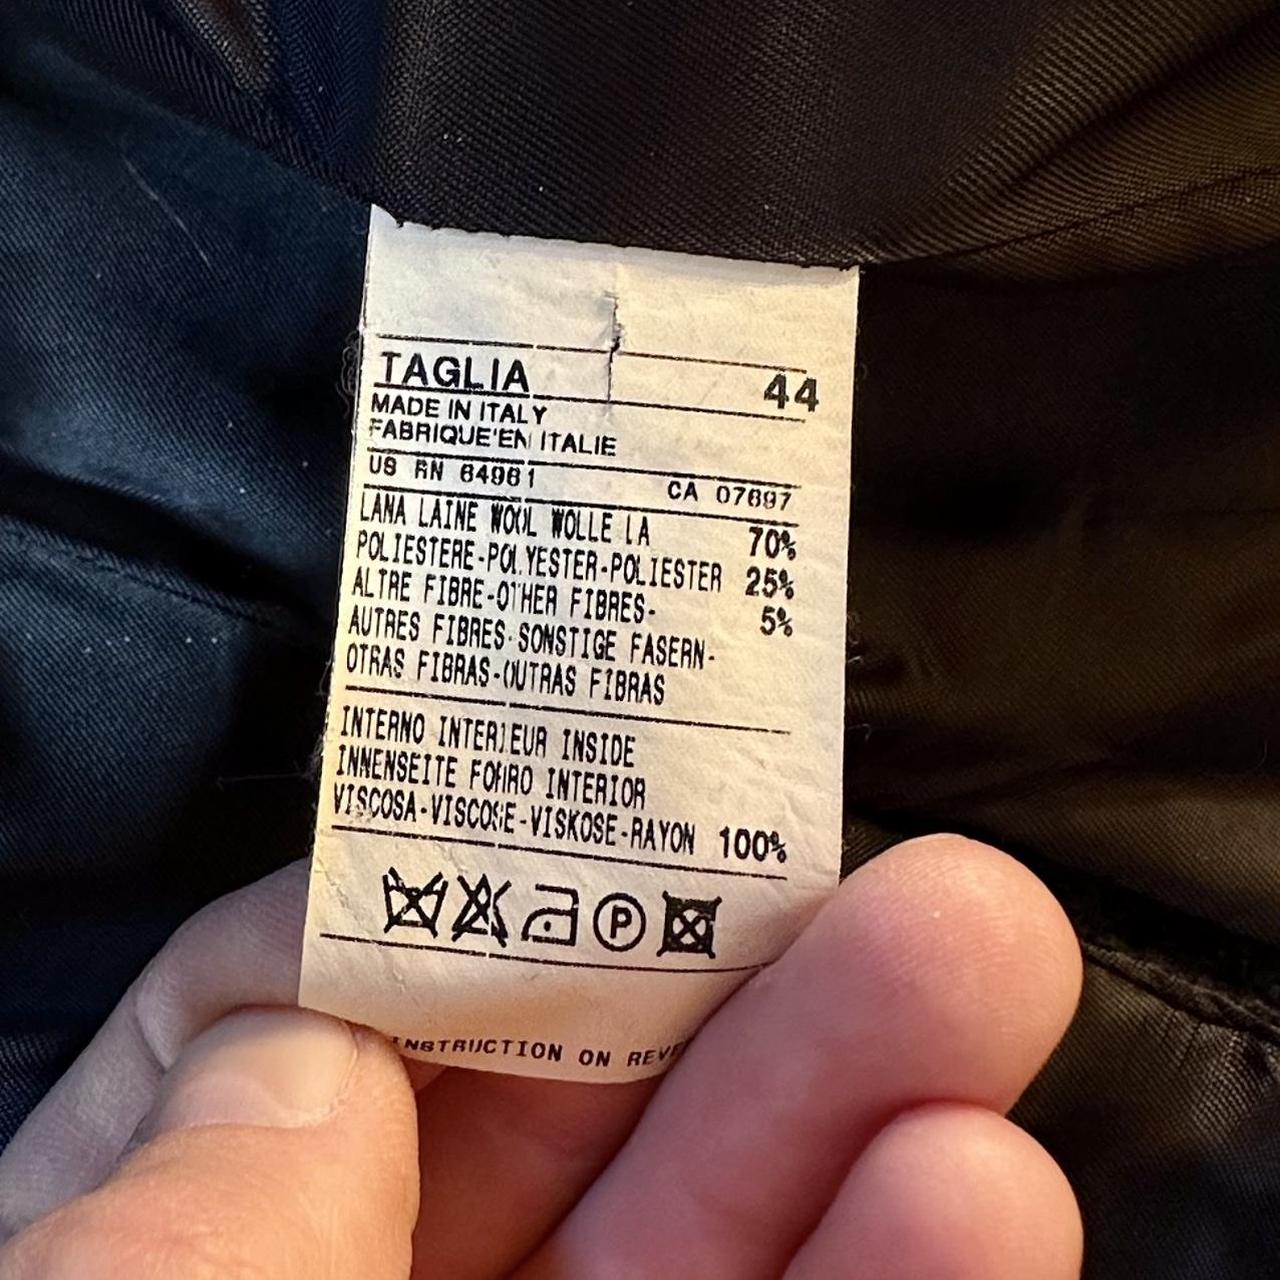 TAGLIA 44
MADE IN ITALY
FABRIQUE'EN ITALIE
US RN 64961 CA 07697
LANA LAINE WOOL WOLLE LA 70%
POLIESTERE-POLYESTER-POLIESTER 25%
ALTRE FIBRE-OTHER FIBRES- 5%
AUTRES FIBRES-SONSTIGE FASERN-
OTRAS FIBRAS-OUTRAS FIBRAS
INTERNO INTERIEUR INSIDE
INNENSEITE FORRO INTERIOR
VISCOSA-VISCOSE-VISKOSE-RAYON 100%
P
INSTRUCTION ON